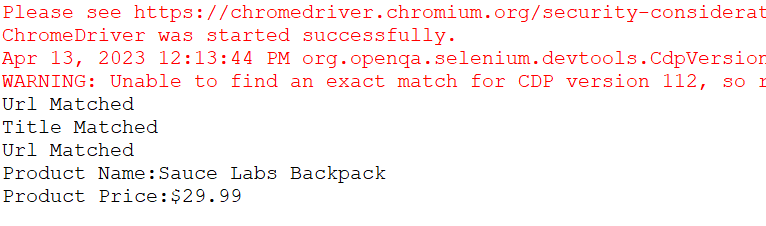 Please see https://chromedriver.chromium.org/security-considerat
ChromeDriver was started successfully.
Apr 13, 2023 12:13:44 PM org.openqa.selenium.devtools.CdpVersion
WARNING: Unable to find an exact match for CDP version 112, so r
Url Matched
Title Matched
Url Matched
Product Name:Sauce Labs Backpack
Product Price:$29.99